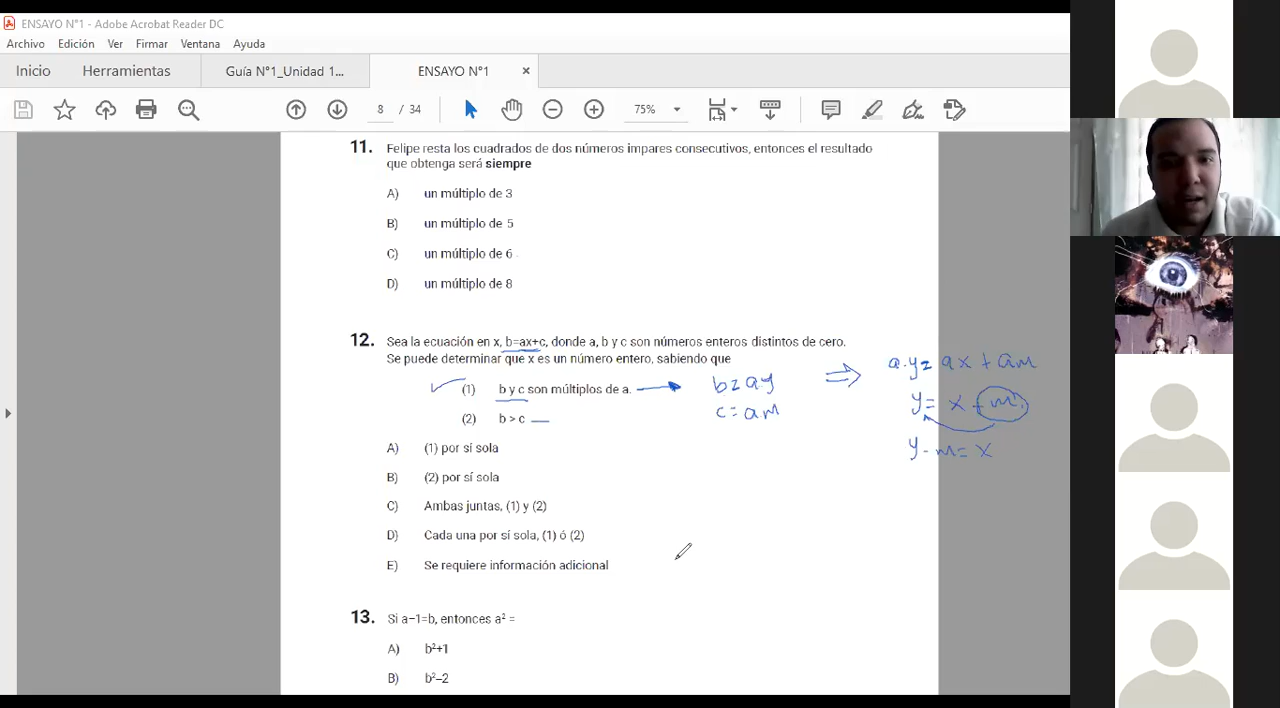 ENSAYO N°1 - Adobe Acrobat Reader DC
Archivo Edición Ver Firmar Ventana Ayuda
Inicio Herramientas Guía N°1_Unidad 1... ENSAYO N°1 ×
8 / 34 75%
11. Felipe resta los cuadrados de dos números impares consecutivos, entonces el resultado
que obtenga será siempre
A) un múltiplo de 3
B) un múltiplo de 5
C) un múltiplo de 6
D) un múltiplo de 8
12. Sea la ecuación en x, b=ax+c, donde a, b y c son números enteros distintos de cero.
Se puede determinar que x es un número entero, sabiendo que
(1) b y c son múltiplos de a.
(2) b > c
b = ay
c = am
⇒ a·y = ax + am
y = x + m
y - m = x
A) (1) por sí sola
B) (2) por sí sola
C) Ambas juntas, (1) y (2)
D) Cada una por sí sola, (1) ó (2)
E) Se requiere información adicional
13. Si a−1=b, entonces a² =
A) b²+1
B) b²−2